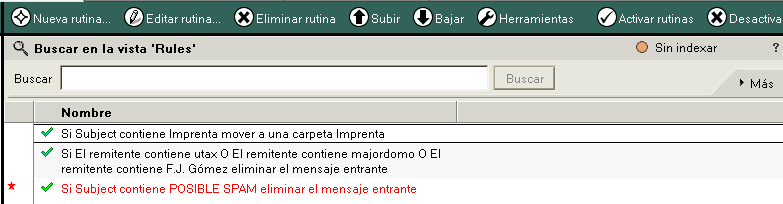 Nueva rutina... Editar rutina... Eliminar rutina Subir Bajar Herramientas Activar rutinas Desactiva
Buscar en la vista 'Rules' Sin indexar ?
Buscar Buscar
Más
Nombre
Si Subject contiene Imprenta mover a una carpeta Imprenta
Si El remitente contiene utax O El remitente contiene majordomo O El
remitente contiene F.J. Gómez eliminar el mensaje entrante
Si Subject contiene POSIBLE SPAM eliminar el mensaje entrante